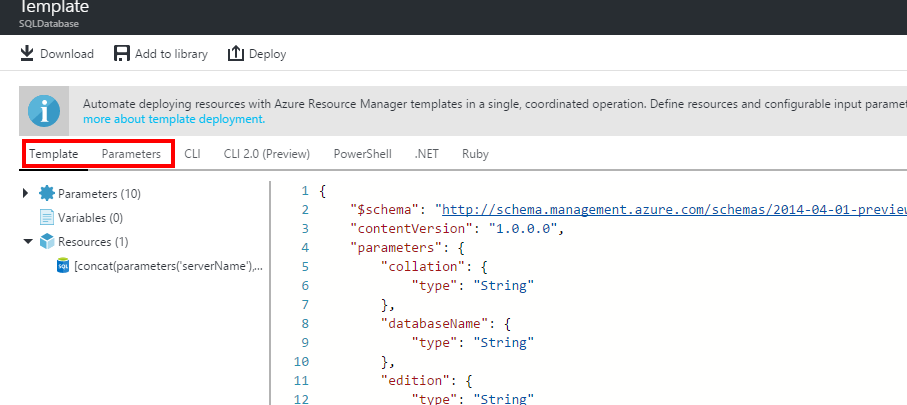 Template
SQLDatabase
Download Add to library Deploy
Automate deploying resources with Azure Resource Manager templates in a single, coordinated operation. Define resources and configurable input paramet
more about template deployment.
Template Parameters CLI CLI 2.0 (Preview) PowerShell .NET Ruby
Parameters (10)
Variables (0)
Resources (1)
[concat(parameters('serverName'),...
1 {
2 "$schema": "http://schema.management.azure.com/schemas/2014-04-01-preview
3 "contentVersion": "1.0.0.0",
4 "parameters": {
5 "collation": {
6 "type": "String"
7 },
8 "databaseName": {
9 "type": "String"
10 },
11 "edition": {
12 "type": "String"